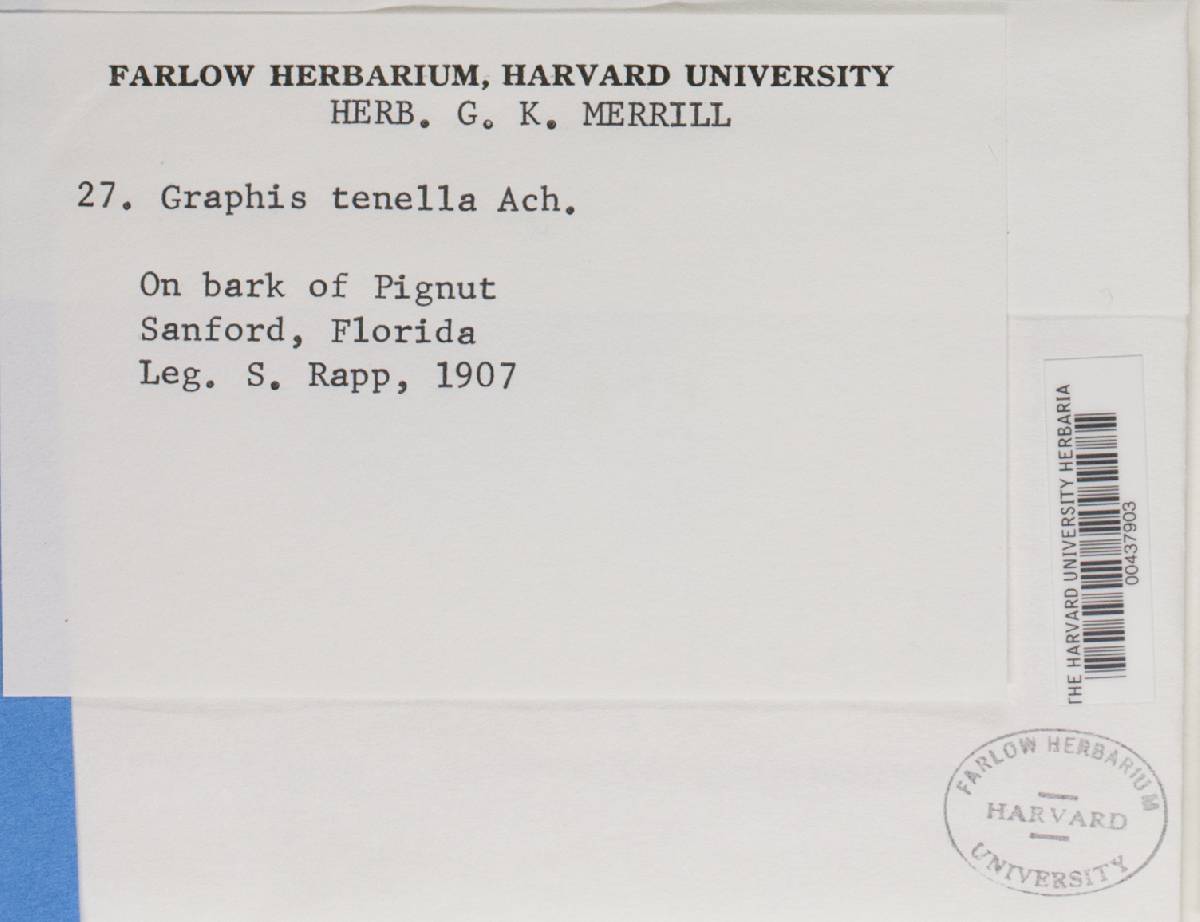 FARLOW HERBARIUM, HARVARD UNIVERSITY
HERB. G. K. MERRILL
27. Graphis tenella Ach.
On bark of Pignut
Sanford, Florida
Leg. S. Rapp, 1907
THE HARVARD UNIVERSITY HERBARIA
00437903
FARLOW HERBARIUM
HARVARD
UNIVERSITY